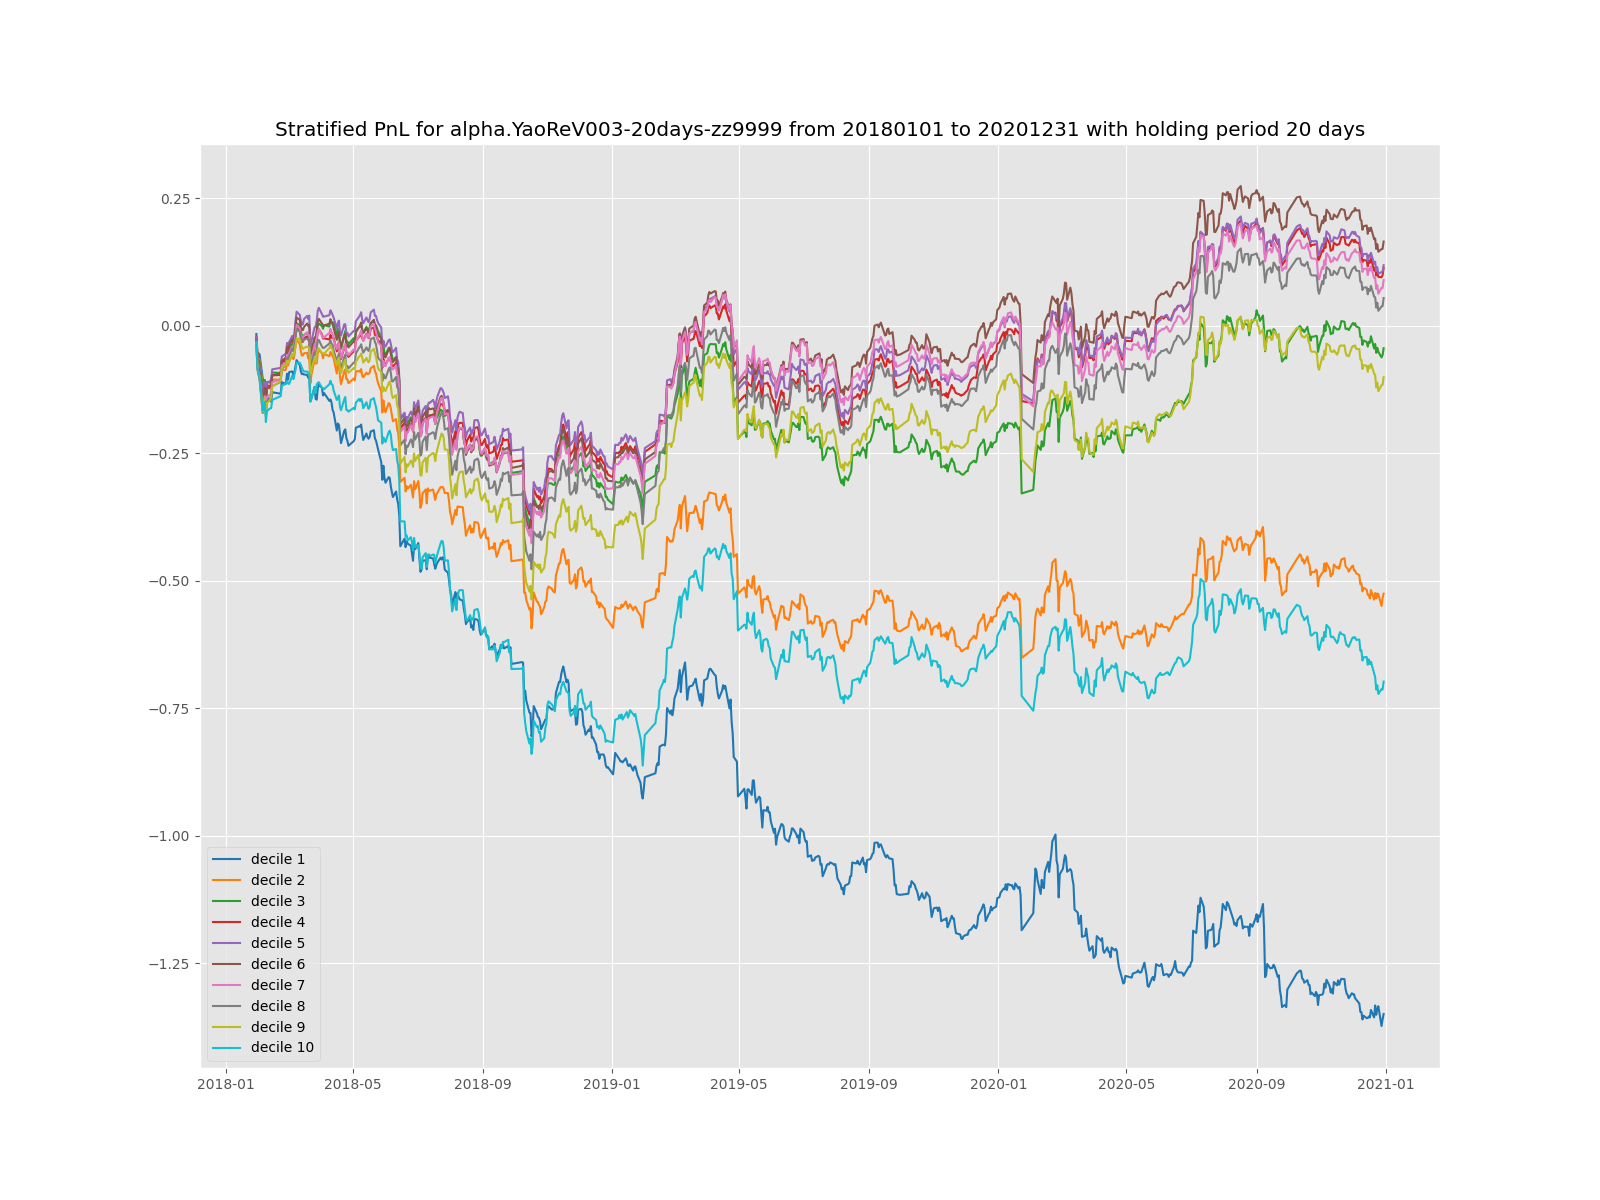 Stratified PnL for alpha.YaoReV003-20days-zz9999 from 20180101 to 20201231 with holding period 20 days
0.25
0.00
−0.25
−0.50
−0.75
−1.00
−1.25
decile 1
decile 2
decile 3
decile 4
decile 5
decile 6
decile 7
decile 8
decile 9
decile 10
2018-01 2018-05 2018-09 2019-01 2019-05 2019-09 2020-01 2020-05 2020-09 2021-01